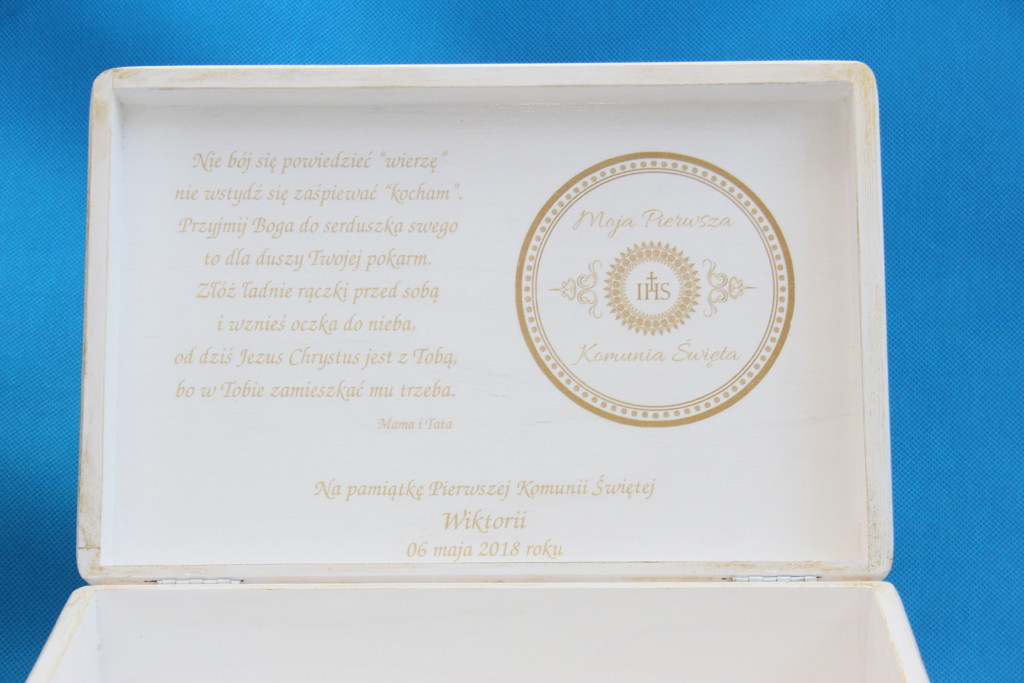 Nie bój się powiedzieć "wierzę"
nie wstydź się zaśpiewać "kocham".
Przyjmij Boga do serduszka swego
to dla duszy Twojej pokarm.
Złóż ładnie rączki przed sobą
i wznieś oczka do nieba,
od dziś Jezus Chrystus jest z Tobą,
bo w Tobie zamieszkać mu trzeba.
Mama i Tata
Moja Pierwsza
IHS
Komunia Święta
Na pamiątkę Pierwszej Komunii Świętej
Wiktorii
06 maja 2018 roku